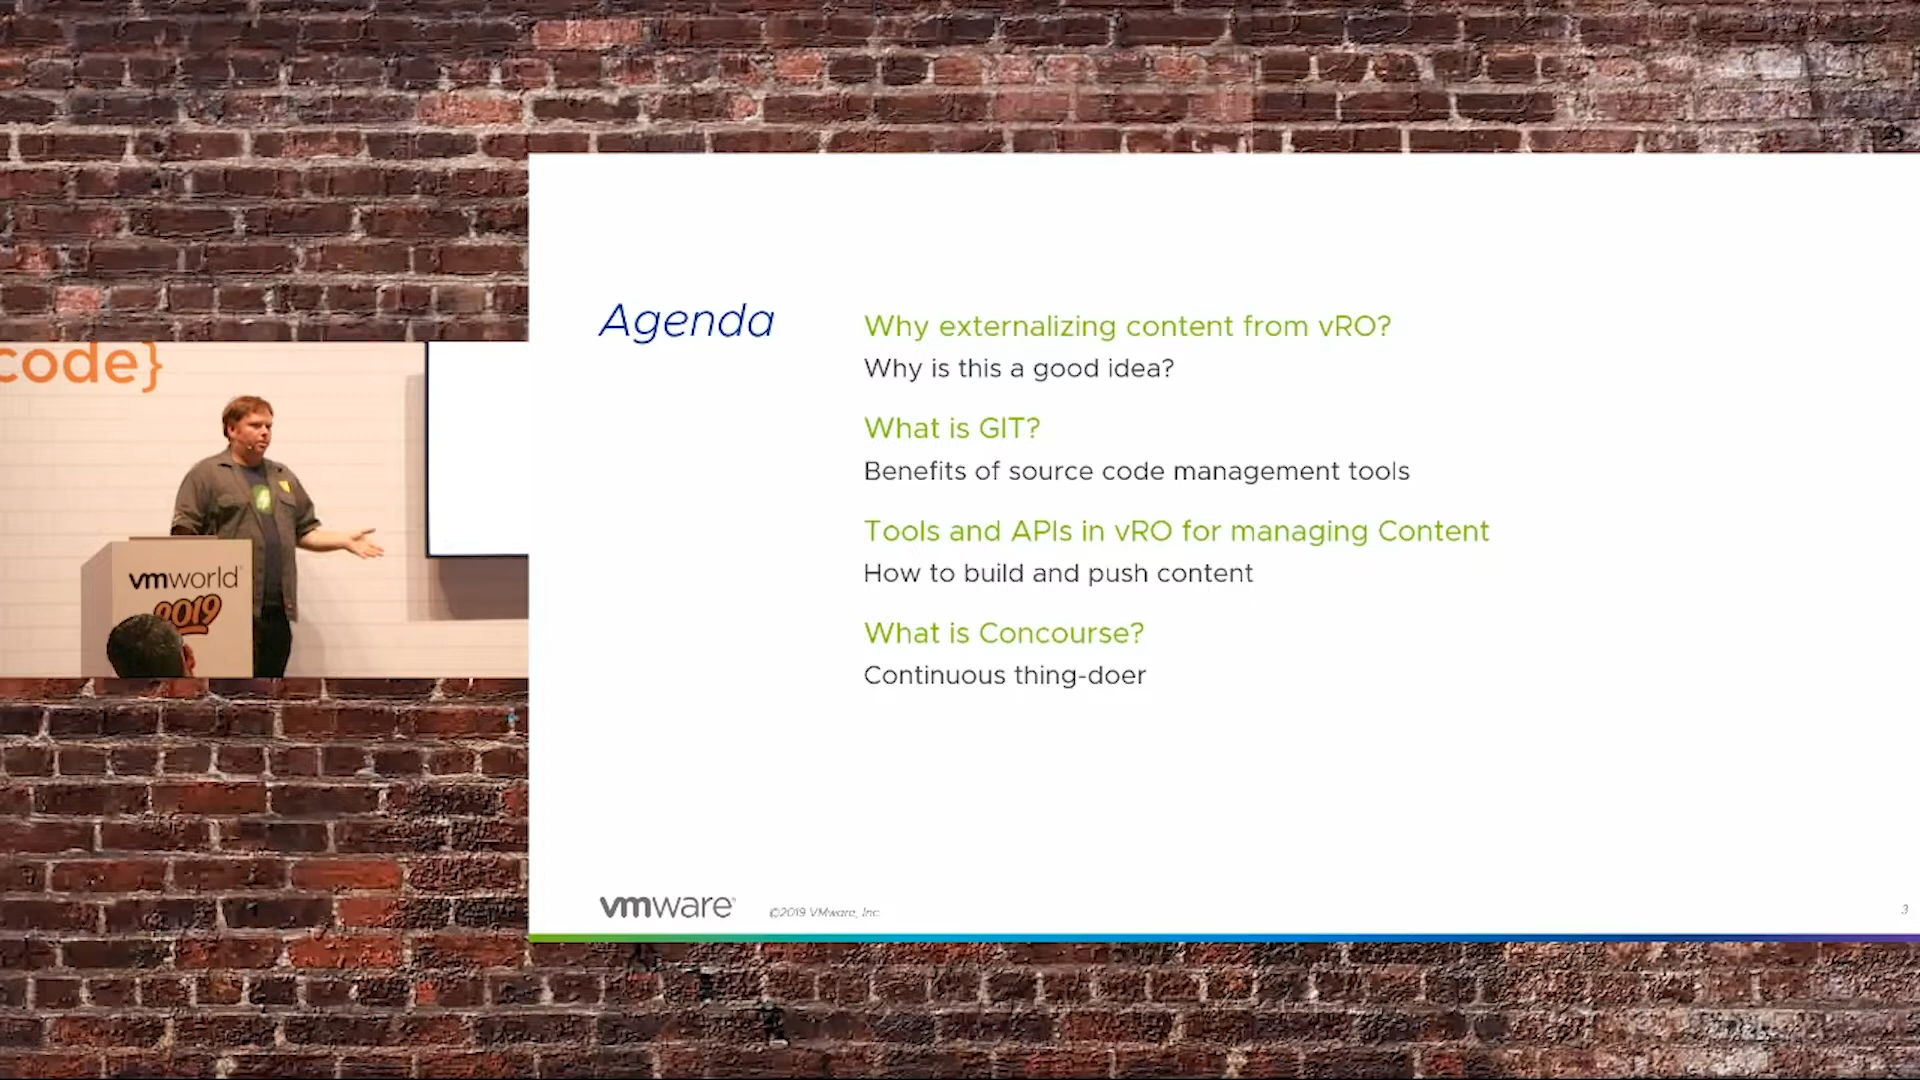 code}
vmworld
2019
Agenda
Why externalizing content from vRO?
Why is this a good idea?
What is GIT?
Benefits of source code management tools
Tools and APIs in vRO for managing Content
How to build and push content
What is Concourse?
Continuous thing-doer
vmware
©2019 VMware, Inc.
3